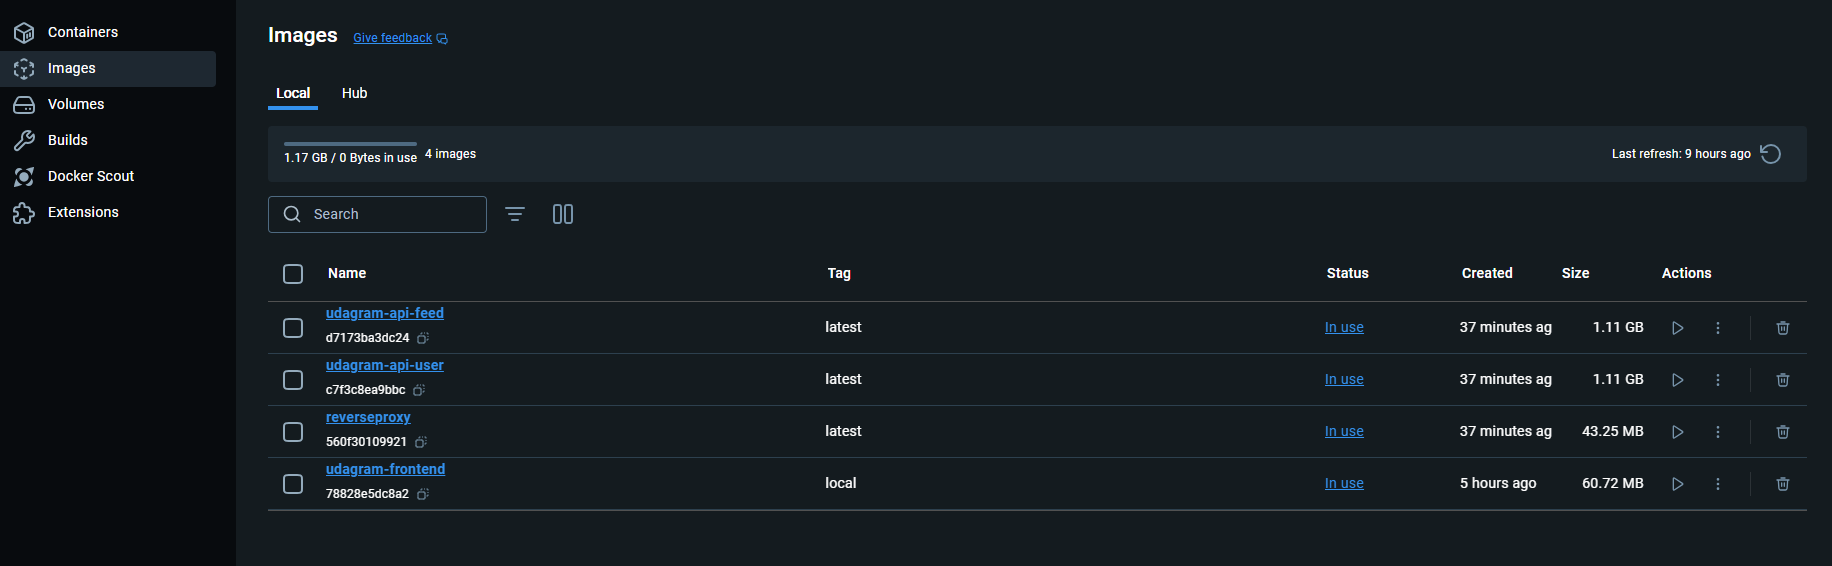 Containers
Images
Volumes
Builds
Docker Scout
Extensions
Images Give feedback
Local Hub
1.17 GB / 0 Bytes in use 4 images Last refresh: 9 hours ago
Search
Name Tag Status Created Size Actions
udagram-api-feed
d7173ba3dc24 latest In use 37 minutes ag 1.11 GB
udagram-api-user
c7f3c8ea9bbc latest In use 37 minutes ag 1.11 GB
reverseproxy
560f30109921 latest In use 37 minutes ag 43.25 MB
udagram-frontend
78828e5dc8a2 local In use 5 hours ago 60.72 MB